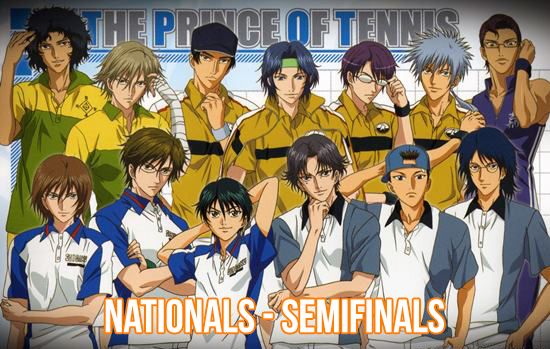 THE PRINCE OF TENNIS
NATIONALS - SEMIFINALS